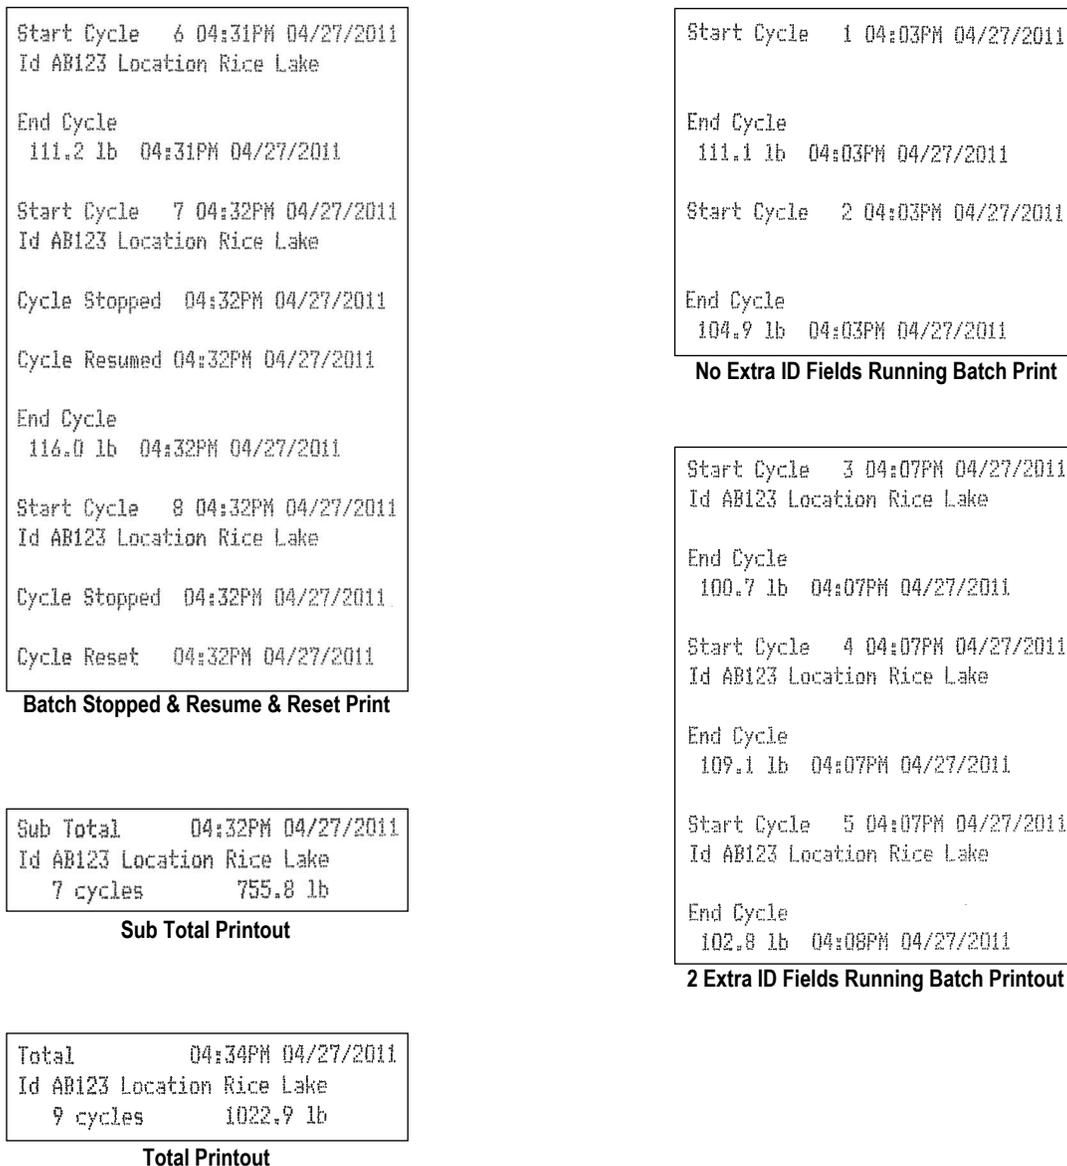 Start Cycle 6 04:31PM 04/27/2011
Id AB123 Location Rice Lake
End Cycle
111.2 lb 04:31PM 04/27/2011
Start Cycle 7 04:32PM 04/27/2011
Id AB123 Location Rice Lake
Cycle Stopped 04:32PM 04/27/2011
Cycle Resumed 04:32PM 04/27/2011
End Cycle
116.0 lb 04:32PM 04/27/2011
Start Cycle 8 04:32PM 04/27/2011
Id AB123 Location Rice Lake
Cycle Stopped 04:32PM 04/27/2011
Cycle Reset 04:32PM 04/27/2011
Batch Stopped & Resume & Reset Print
Sub Total 04:32PM 04/27/2011
Id AB123 Location Rice Lake
7 cycles 755.8 lb
Sub Total Printout
Total 04:34PM 04/27/2011
Id AB123 Location Rice Lake
9 cycles 1022.9 lb
Total Printout
Start Cycle 1 04:03PM 04/27/2011
End Cycle
111.1 lb 04:03PM 04/27/2011
Start Cycle 2 04:03PM 04/27/2011
End Cycle
104.9 lb 04:03PM 04/27/2011
No Extra ID Fields Running Batch Print
Start Cycle 3 04:07PM 04/27/2011
Id AB123 Location Rice Lake
End Cycle
100.7 lb 04:07PM 04/27/2011
Start Cycle 4 04:07PM 04/27/2011
Id AB123 Location Rice Lake
End Cycle
109.1 lb 04:07PM 04/27/2011
Start Cycle 5 04:07PM 04/27/2011
Id AB123 Location Rice Lake
End Cycle
102.8 lb 04:08PM 04/27/2011
2 Extra ID Fields Running Batch Printout